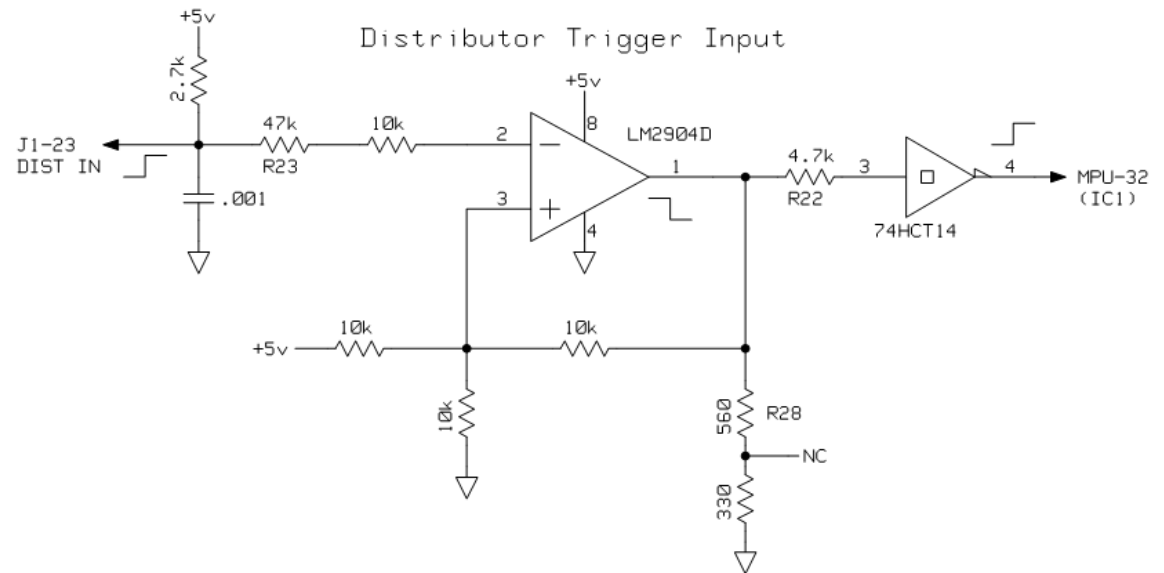 Distributor Trigger Input
+5v
2.7k
J1-23
DIST IN
.001
47k
R23
10k
2
3
+5v
8
4
LM2904D
1
4.7k
R22
3
4
74HCT14
MPU-32
(IC1)
+5v
10k
10k
10k
560
R28
NC
330